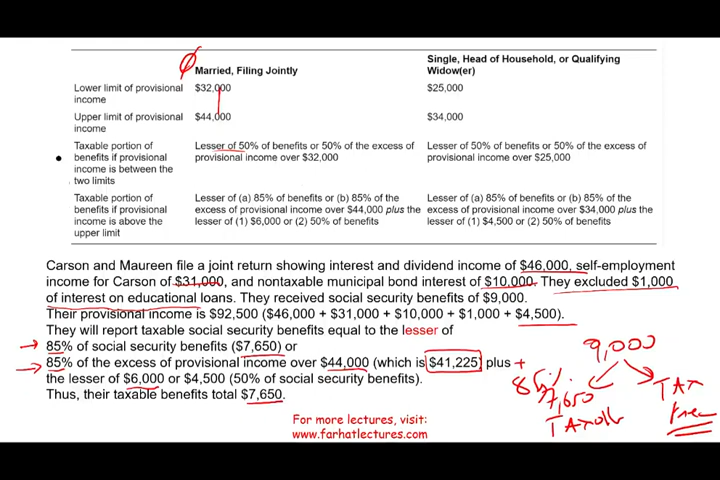 Married, Filing Jointly
Single, Head of Household, or Qualifying
Widow(er)
Lower limit of provisional
income
$32,000
$25,000
Upper limit of provisional
income
$44,000
$34,000
Taxable portion of
benefits if provisional
income is between the
two limits
Lesser of 50% of benefits or 50% of the excess of
provisional income over $32,000
Lesser of 50% of benefits or 50% of the excess of
provisional income over $25,000
Taxable portion of
benefits if provisional
income is above the
upper limit
Lesser of (a) 85% of benefits or (b) 85% of the
excess of provisional income over $44,000 plus the
lesser of (1) $6,000 or (2) 50% of benefits
Lesser of (a) 85% of benefits or (b) 85% of the
excess of provisional income over $34,000 plus the
lesser of (1) $4,500 or (2) 50% of benefits
Carson and Maureen file a joint return showing interest and dividend income of $46,000, self-employment
income for Carson of $31,000, and nontaxable municipal bond interest of $10,000. They excluded $1,000
of interest on educational loans. They received social security benefits of $9,000.
Their provisional income is $92,500 ($46,000 + $31,000 + $10,000 + $1,000 + $4,500).
They will report taxable social security benefits equal to the lesser of
85% of social security benefits ($7,650) or
85% of the excess of provisional income over $44,000 (which is $41,225) plus
the lesser of $6,000 or $4,500 (50% of social security benefits).
Thus, their taxable benefits total $7,650.
9,000
85%
7,650
TAX
free
For more lectures, visit:
www.farhatlectures.com